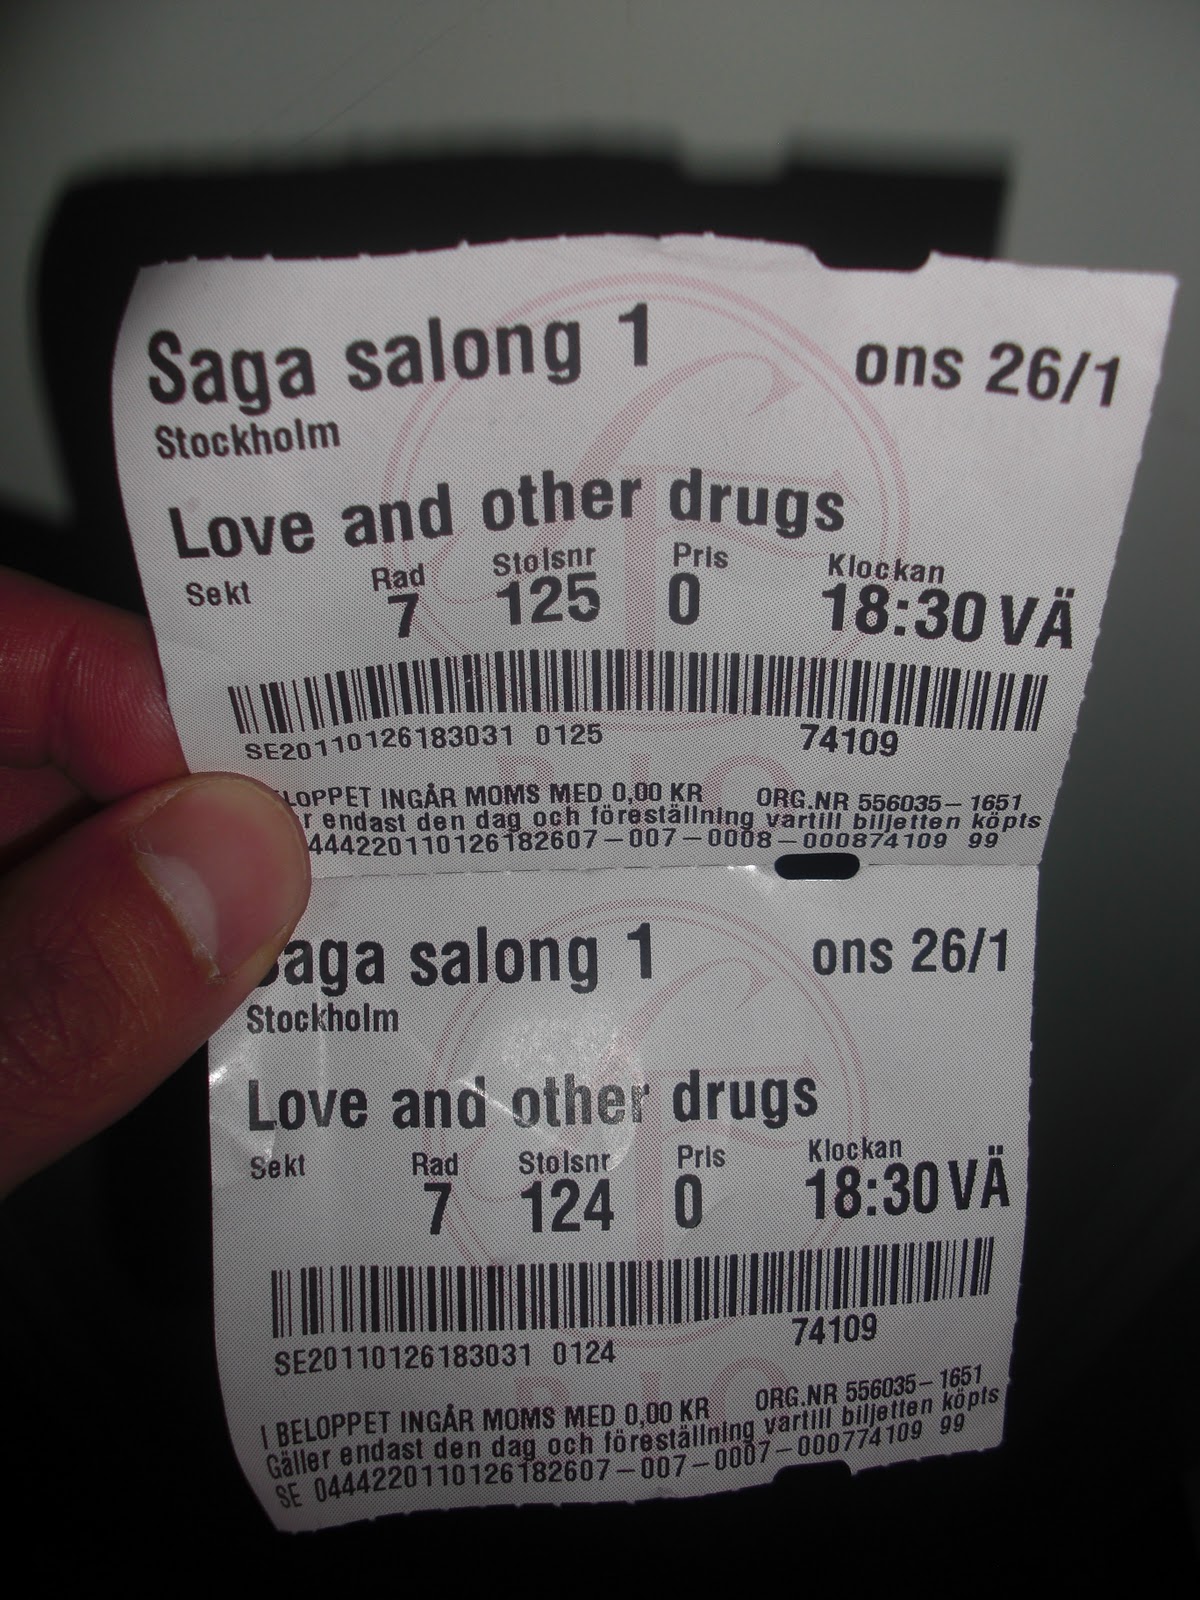 Saga salong 1 ons 26/1
Stockholm
Love and other drugs
Sekt Rad Stolsnr Pris Klockan
7 125 0 18:30 VÄ
SE20110126183031 0125 74109
LOPPET INGÅR MOMS MED 0,00 KR ORG.NR 556035-1651
r endast den dag och föreställning vartill biljetten köpts
444220110126182607-007-0008-000874109 99
aga salong 1 ons 26/1
Stockholm
Love and other drugs
Sekt Rad Stolsnr Pris Klockan
7 124 0 18:30 VÄ
SE20110126183031 0124 74109
I BELOPPET INGÅR MOMS MED 0,00 KR ORG.NR 556035-1651
Gäller endast den dag och föreställning vartill biljetten köpts
SE 0444220110126182607-007-0007-000774109 99